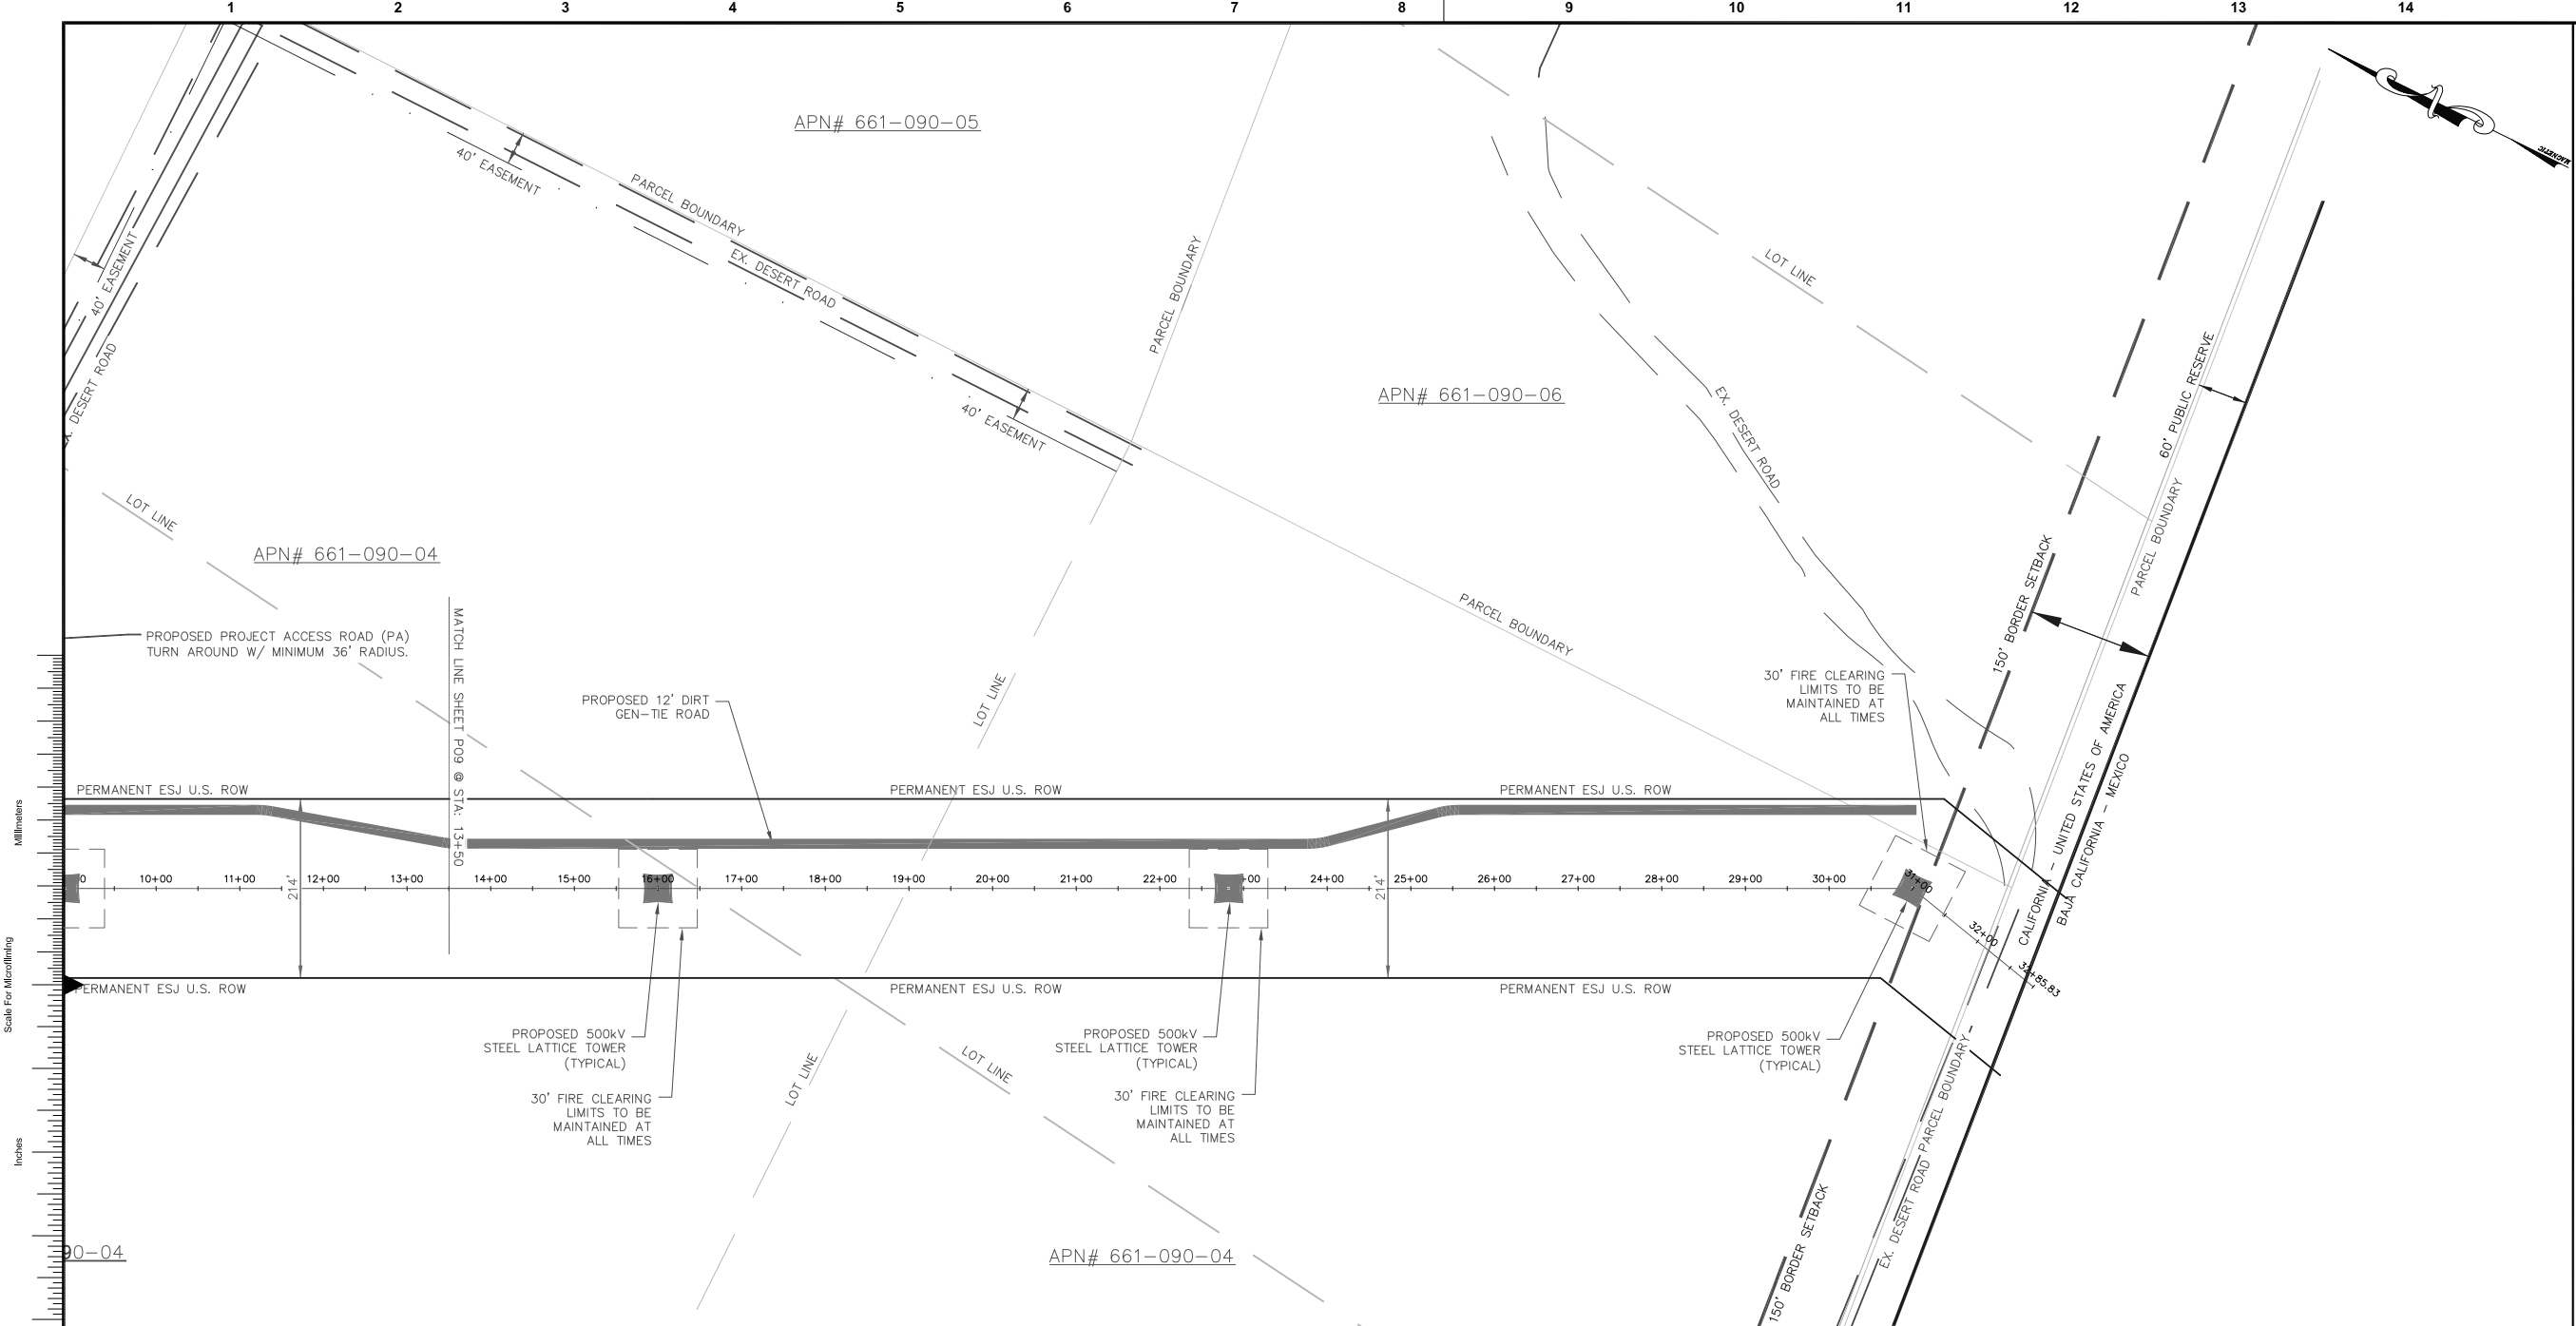 1 2 3 4 5 6 7 8 9 10 11 12 13 14
MAGNETIC
APN# 661-090-05
40' EASEMENT
PARCEL BOUNDARY
EX. DESERT ROAD
40' EASEMENT
EX. DESERT ROAD
40' EASEMENT
PARCEL BOUNDARY
LOT LINE
APN# 661-090-06
EX. DESERT ROAD
60' PUBLIC RESERVE
PARCEL BOUNDARY
150' BORDER SETBACK
LOT LINE
APN# 661-090-04
PROPOSED PROJECT ACCESS ROAD (PA)
TURN AROUND W/ MINIMUM 36' RADIUS.
MATCH LINE SHEET P09 @ STA: 13+50
PROPOSED 12' DIRT
GEN-TIE ROAD
LOT LINE
PARCEL BOUNDARY
30' FIRE CLEARING
LIMITS TO BE
MAINTAINED AT
ALL TIMES
CALIFORNIA - UNITED STATES OF AMERICA
BAJA CALIFORNIA - MEXICO
PERMANENT ESJ U.S. ROW
PERMANENT ESJ U.S. ROW
PERMANENT ESJ U.S. ROW
214'
214'
00 10+00 11+00 12+00 13+00 14+00 15+00 16+00 17+00 18+00 19+00 20+00 21+00 22+00 +00 24+00 25+00 26+00 27+00 28+00 29+00 30+00 31+00
32+00
32+85.83
PERMANENT ESJ U.S. ROW
PERMANENT ESJ U.S. ROW
PERMANENT ESJ U.S. ROW
PROPOSED 500kV
STEEL LATTICE TOWER
(TYPICAL)
30' FIRE CLEARING
LIMITS TO BE
MAINTAINED AT
ALL TIMES
LOT LINE
LOT LINE
PROPOSED 500kV
STEEL LATTICE TOWER
(TYPICAL)
30' FIRE CLEARING
LIMITS TO BE
MAINTAINED AT
ALL TIMES
PROPOSED 500kV
STEEL LATTICE TOWER
(TYPICAL)
PARCEL BOUNDARY
EX. DESERT ROAD
150' BORDER SETBACK
90-04
APN# 661-090-04
Millimeters
Scale For Microfilming
Inches